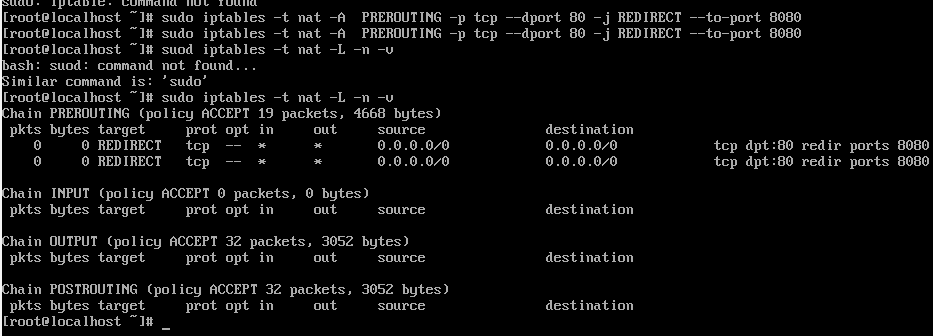 sudo: iptable: command not found
[root@localhost ~]# sudo iptables -t nat -A  PREROUTING -p tcp --dport 80 -j REDIRECT --to-port 8080
[root@localhost ~]# sudo iptables -t nat -A  PREROUTING -p tcp --dport 80 -j REDIRECT --to-port 8080
[root@localhost ~]# suod iptables -t nat -L -n -v
bash: suod: command not found...
Similar command is: 'sudo'
[root@localhost ~]# sudo iptables -t nat -L -n -v
Chain PREROUTING (policy ACCEPT 19 packets, 4668 bytes)
 pkts bytes target     prot opt in     out     source               destination
    0     0 REDIRECT   tcp  --  *      *       0.0.0.0/0            0.0.0.0/0            tcp dpt:80 redir ports 8080
    0     0 REDIRECT   tcp  --  *      *       0.0.0.0/0            0.0.0.0/0            tcp dpt:80 redir ports 8080
Chain INPUT (policy ACCEPT 0 packets, 0 bytes)
 pkts bytes target     prot opt in     out     source               destination
Chain OUTPUT (policy ACCEPT 32 packets, 3052 bytes)
 pkts bytes target     prot opt in     out     source               destination
Chain POSTROUTING (policy ACCEPT 32 packets, 3052 bytes)
 pkts bytes target     prot opt in     out     source               destination
[root@localhost ~]# _